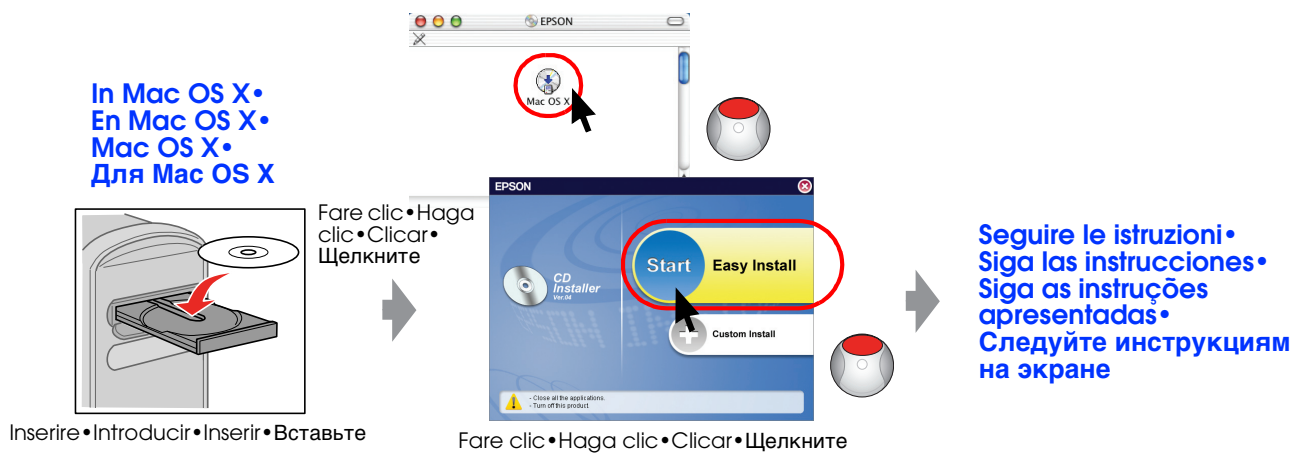 In Mac OS X•
En Mac OS X•
Mac OS X•
Для Mac OS X
Inserire•Introducir•Inserir•Вставьте
Fare clic•Haga
clic•Clicar•
Щелкните
EPSON
Mac OS X
EPSON
CD
Installer
Ver.04
Start
Easy Install
Custom Install
- Close all the applications.
- Turn off this product.
Fare clic•Haga clic•Clicar•Щелкните
Seguire le istruzioni•
Siga las instrucciones•
Siga as instruções
apresentadas•
Следуйте инструкциям
на экране